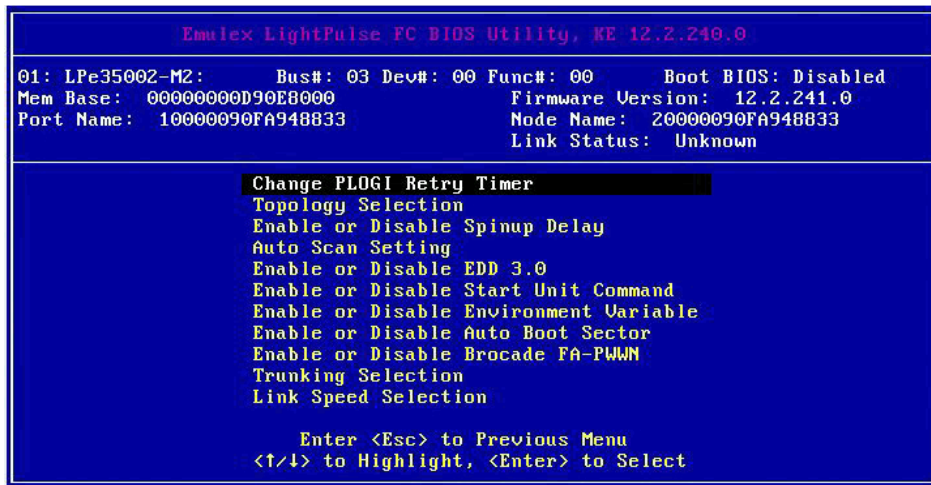 Emulex LightPulse FC BIOS Utility, KE 12.2.240.0
01: LPe35002-M2: Bus#: 03 Dev#: 00 Func#: 00 Boot BIOS: Disabled
Mem Base: 00000000D90E8000 Firmware Version: 12.2.241.0
Port Name: 10000090FA948833 Node Name: 20000090FA948833
Link Status: Unknown
Change PLOGI Retry Timer
Topology Selection
Enable or Disable Spinup Delay
Auto Scan Setting
Enable or Disable EDD 3.0
Enable or Disable Start Unit Command
Enable or Disable Environment Variable
Enable or Disable Auto Boot Sector
Enable or Disable Brocade FA-PWWN
Trunking Selection
Link Speed Selection
Enter <Esc> to Previous Menu
<↑/↓> to Highlight, <Enter> to Select